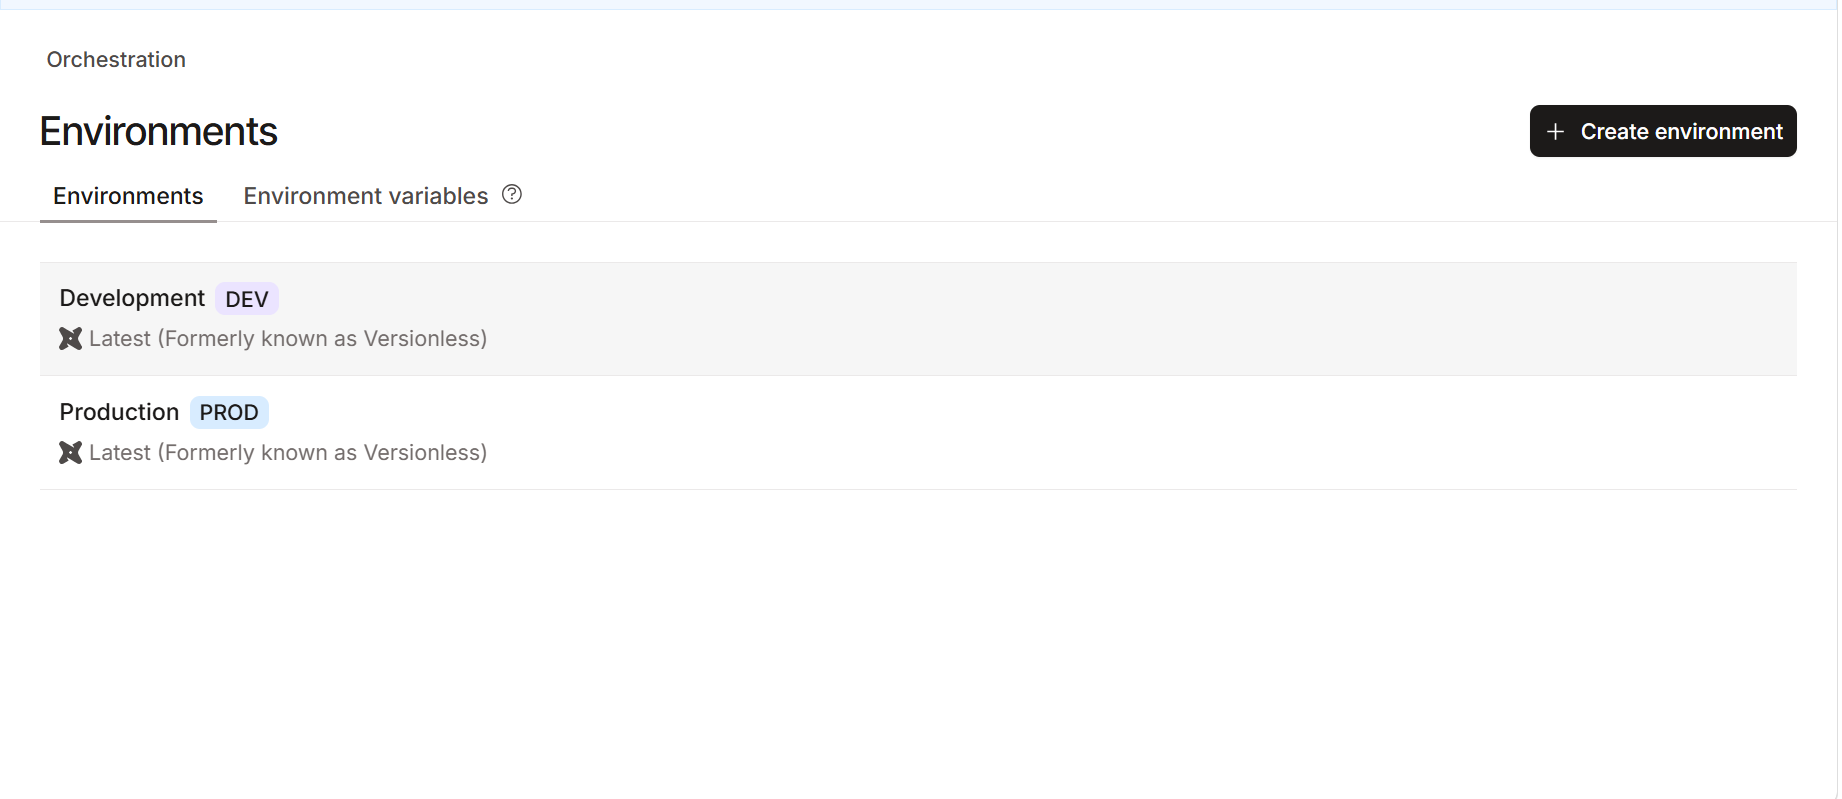 Orchestration
Environments
Create environment
Environments
Environment variables
Development DEV
Latest (Formerly known as Versionless)
Production PROD
Latest (Formerly known as Versionless)